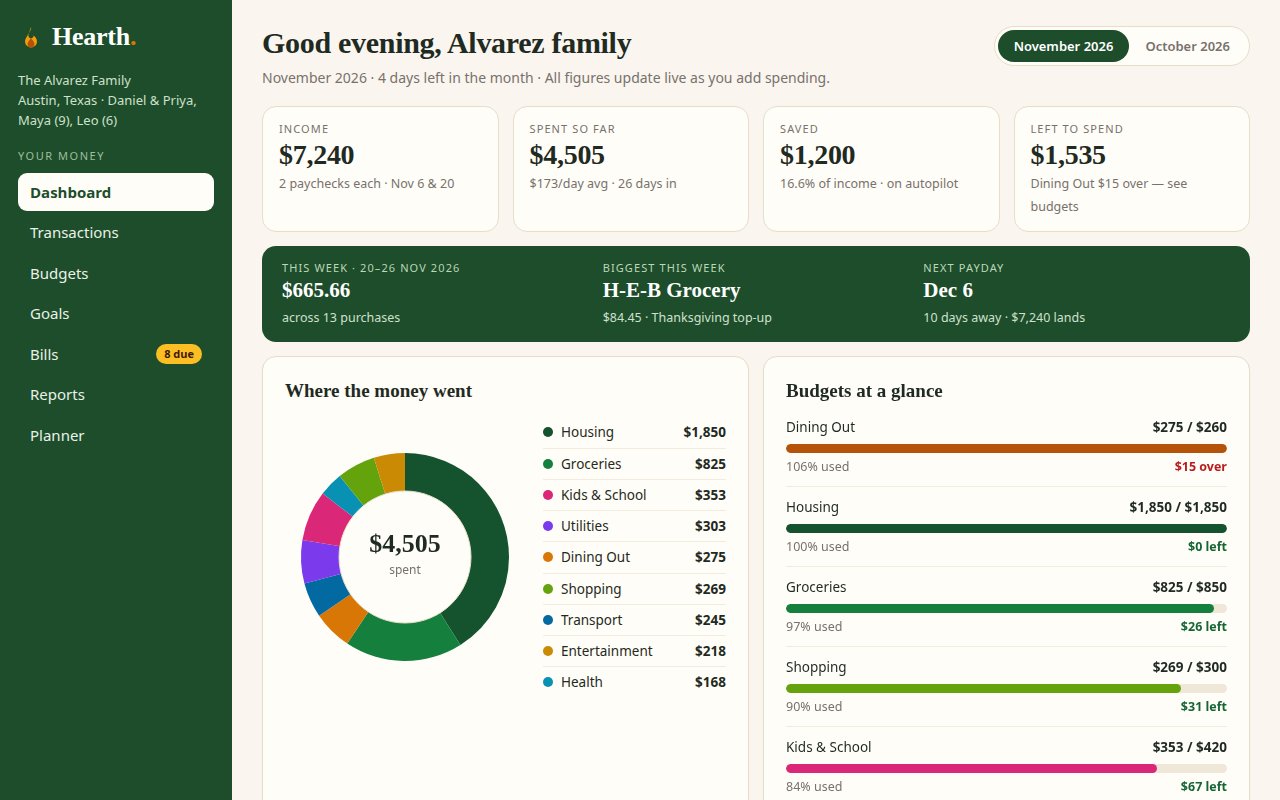 Hearth.
The Alvarez Family
Austin, Texas · Daniel & Priya,
Maya (9), Leo (6)
YOUR MONEY
Dashboard
Transactions
Budgets
Goals
Bills
8 due
Reports
Planner
Good evening, Alvarez family
November 2026 · 4 days left in the month · All figures update live as you add spending.
November 2026
October 2026
INCOME
$7,240
2 paychecks each · Nov 6 & 20
SPENT SO FAR
$4,505
$173/day avg · 26 days in
SAVED
$1,200
16.6% of income · on autopilot
LEFT TO SPEND
$1,535
Dining Out $15 over — see
budgets
THIS WEEK · 20–26 NOV 2026
$665.66
across 13 purchases
BIGGEST THIS WEEK
H-E-B Grocery
$84.45 · Thanksgiving top-up
NEXT PAYDAY
Dec 6
10 days away · $7,240 lands
Where the money went
$4,505
spent
Housing $1,850
Groceries $825
Kids & School $353
Utilities $303
Dining Out $275
Shopping $269
Transport $245
Entertainment $218
Health $168
Budgets at a glance
Dining Out $275 / $260
106% used $15 over
Housing $1,850 / $1,850
100% used $0 left
Groceries $825 / $850
97% used $26 left
Shopping $269 / $300
90% used $31 left
Kids & School $353 / $420
84% used $67 left